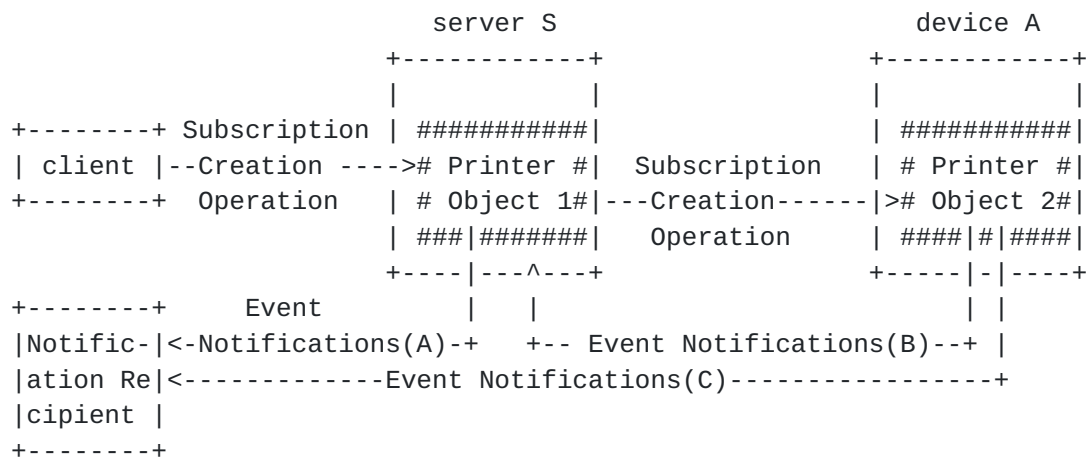 server S                       device A
                        +------------+                 +------------+
                        |            |                 |            |
+--------+ Subscription | ###########|                 | ###########|
| client |--Creation ----># Printer #|  Subscription   | # Printer #|
+--------+  Operation   | # Object 1#|---Creation------|># Object 2#|
                        | ###|#######|   Operation     | ####|#|####|
                        +----|---^---+                 +-----|-|----+
+--------+     Event         |   |                           | |
|Notific-|<-Notifications(A)-+   +-- Event Notifications(B)--+ |
|ation Re|<-------------Event Notifications(C)-----------------+
|cipient |
+--------+